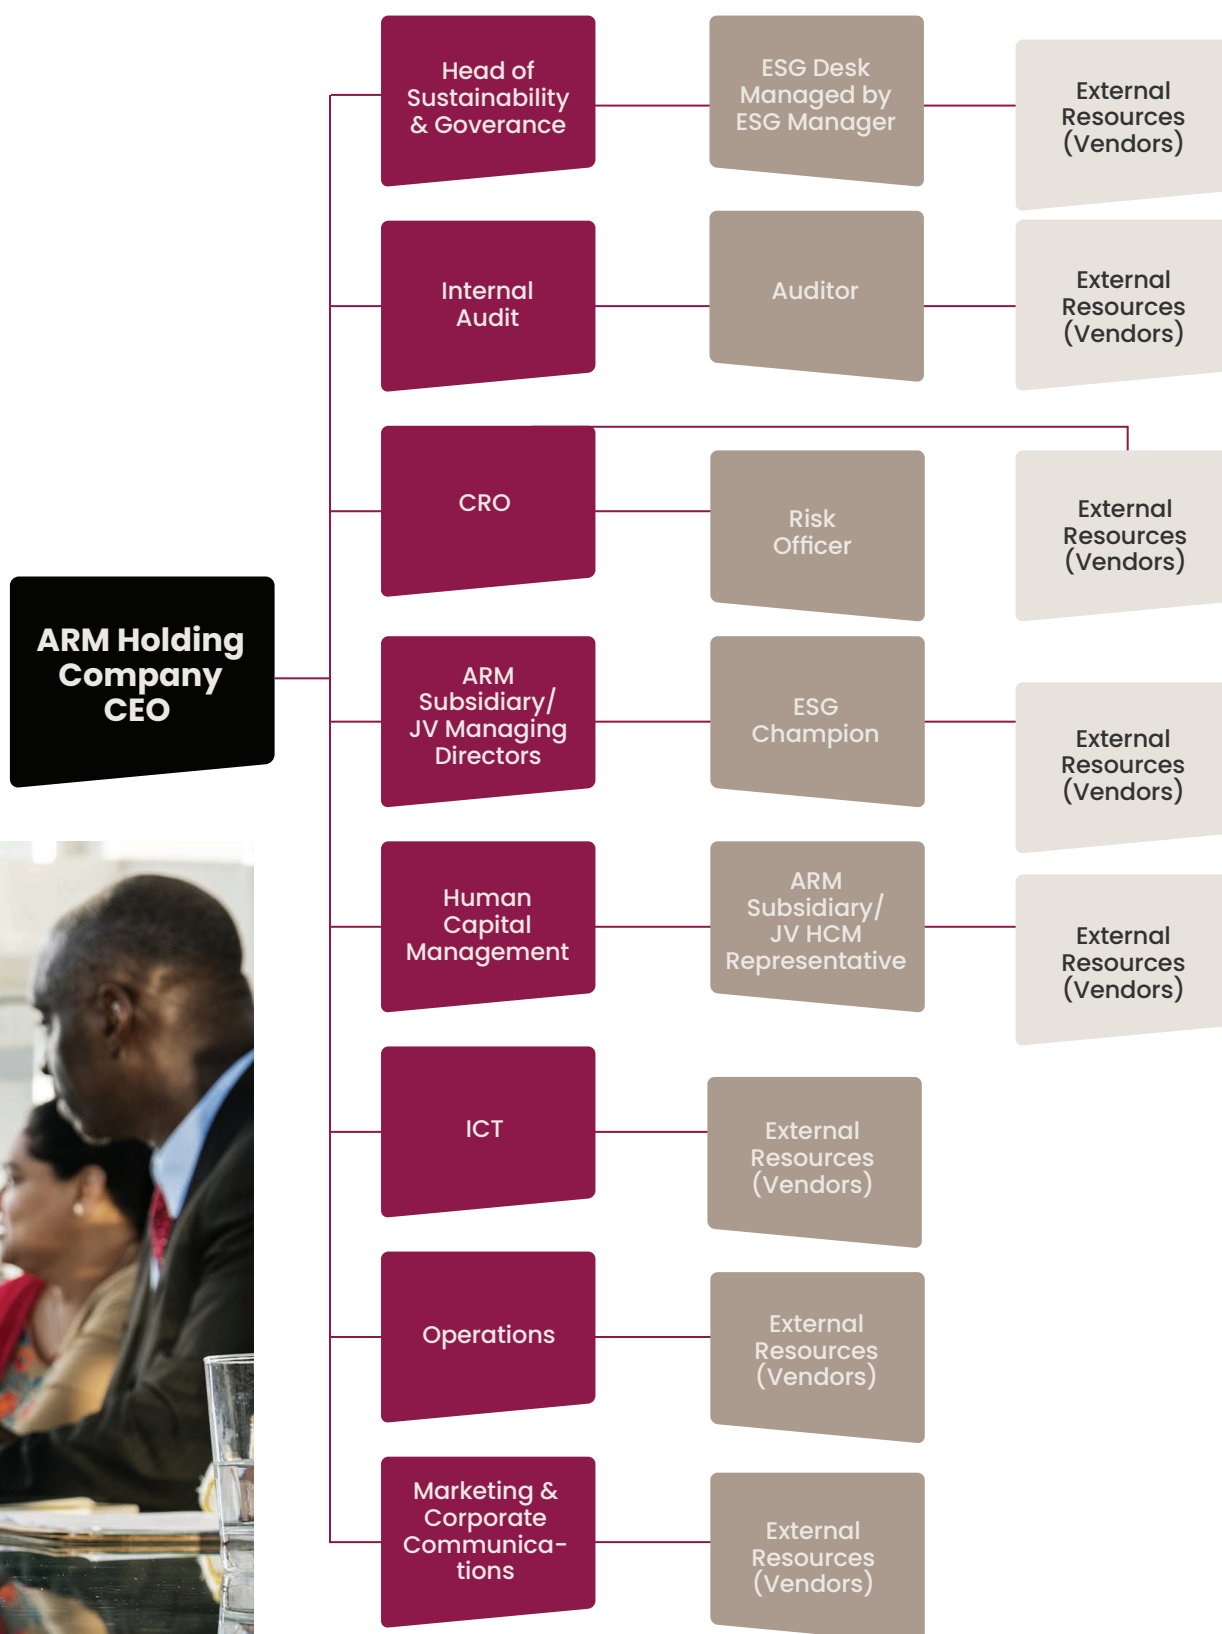 Head of
Sustainability
& Goverance
ESG Desk
Managed by
ESG Manager
External
Resources
(Vendors)
Internal
Audit
Auditor
External
Resources
(Vendors)
CRO
Risk
Officer
External
Resources
(Vendors)
ARM Holding
Company
CEO
ARM
Subsidiary/
JV Managing
Directors
ESG
Champion
External
Resources
(Vendors)
Human
Capital
Management
ARM
Subsidiary/
JV HCM
Representative
External
Resources
(Vendors)
ICT
External
Resources
(Vendors)
Operations
External
Resources
(Vendors)
Marketing &
Corporate
Communica-
tions
External
Resources
(Vendors)